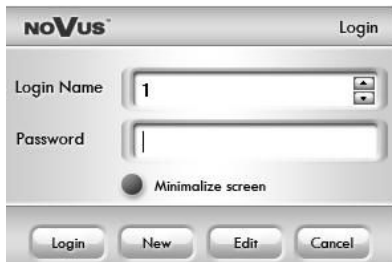 NOVUS Login
Login Name 1
Password
Minimalize screen
Login New Edit Cancel